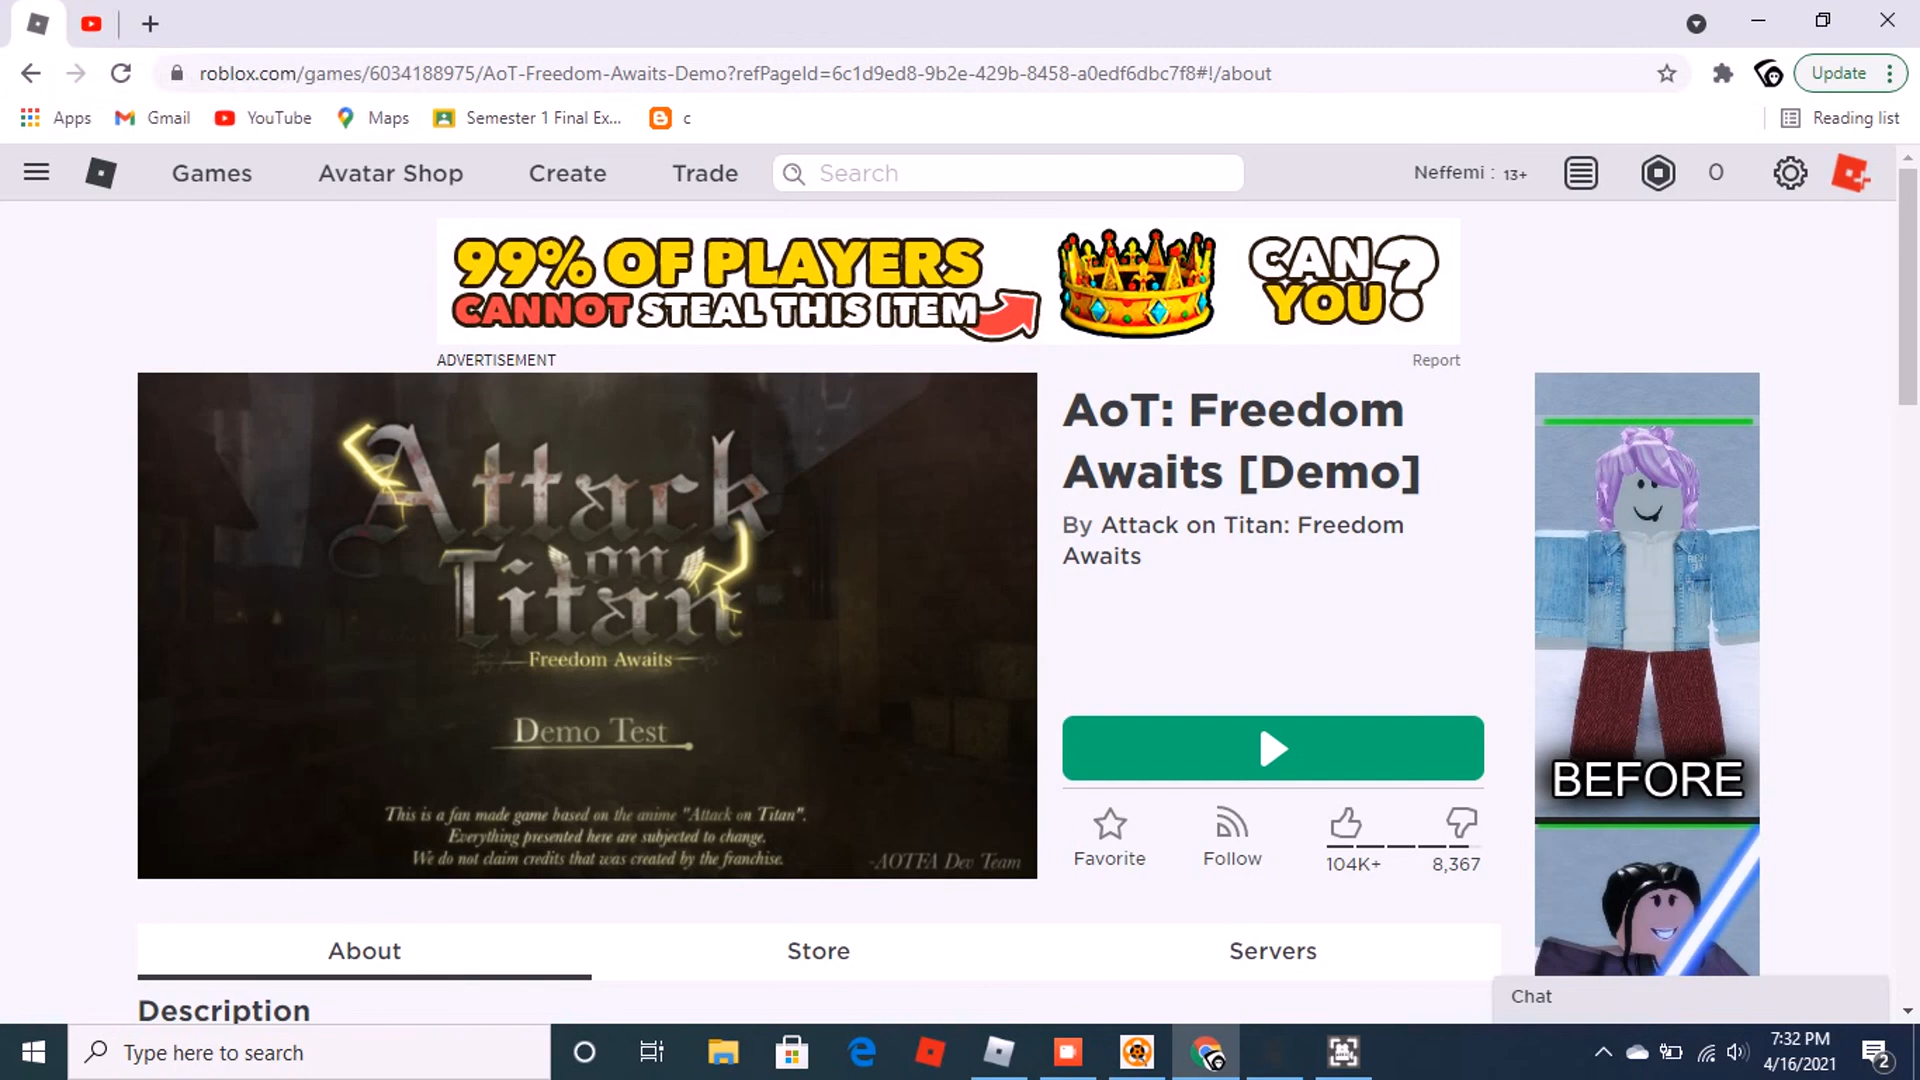 roblox.com/games/6034188975/AoT-Freedom-Awaits-Demo?refPageId=6c1d9ed8-9b2e-429b-8458-a0edf6dbc7f8#!/about
Update
Apps Gmail YouTube Maps Semester 1 Final Ex... c Reading list
Games Avatar Shop Create Trade Search Neffemi : 13+ 0
99% OF PLAYERS
CANNOT STEAL THIS ITEM
CAN
YOU?
ADVERTISEMENT Report
Attack
on
Titan
Freedom Awaits
Demo Test
This is a fan made game based on the anime "Attack on Titan".
Everything presented here are subjected to change.
We do not claim credits that was created by the franchise.
-AOTFA Dev Team
AoT: Freedom
Awaits [Demo]
By Attack on Titan: Freedom
Awaits
Favorite Follow 104K+ 8,367
BEFORE
About Store Servers
Description
Chat
Type here to search
7:32 PM
4/16/2021
2